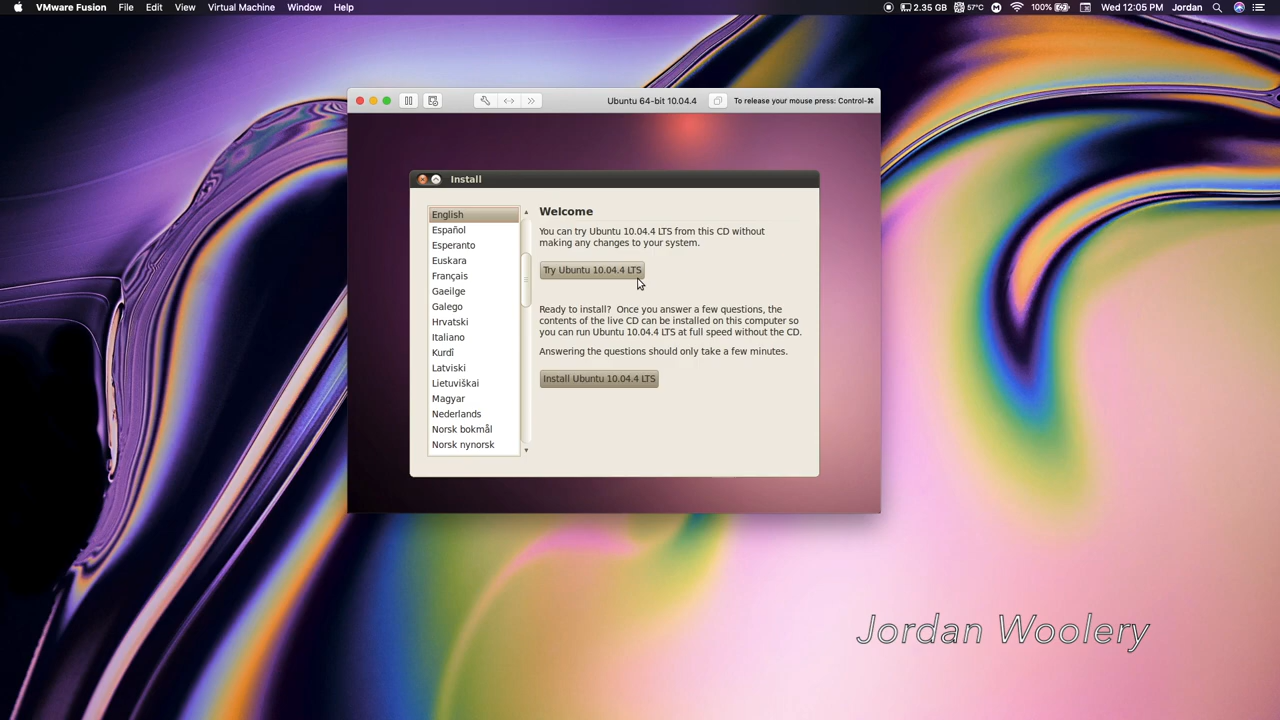 VMware Fusion File Edit View Virtual Machine Window Help 2.35 GB 57°C 100% Wed 12:05 PM Jordan
Ubuntu 64-bit 10.04.4 To release your mouse press: Control-⌘
Install
English
Español
Esperanto
Euskara
Français
Gaeilge
Galego
Hrvatski
Italiano
Kurdî
Latviski
Lietuviškai
Magyar
Nederlands
Norsk bokmål
Norsk nynorsk
Welcome
You can try Ubuntu 10.04.4 LTS from this CD without
making any changes to your system.
Try Ubuntu 10.04.4 LTS
Ready to install? Once you answer a few questions, the
contents of the live CD can be installed on this computer so
you can run Ubuntu 10.04.4 LTS at full speed without the CD.
Answering the questions should only take a few minutes.
Install Ubuntu 10.04.4 LTS
Jordan Woolery